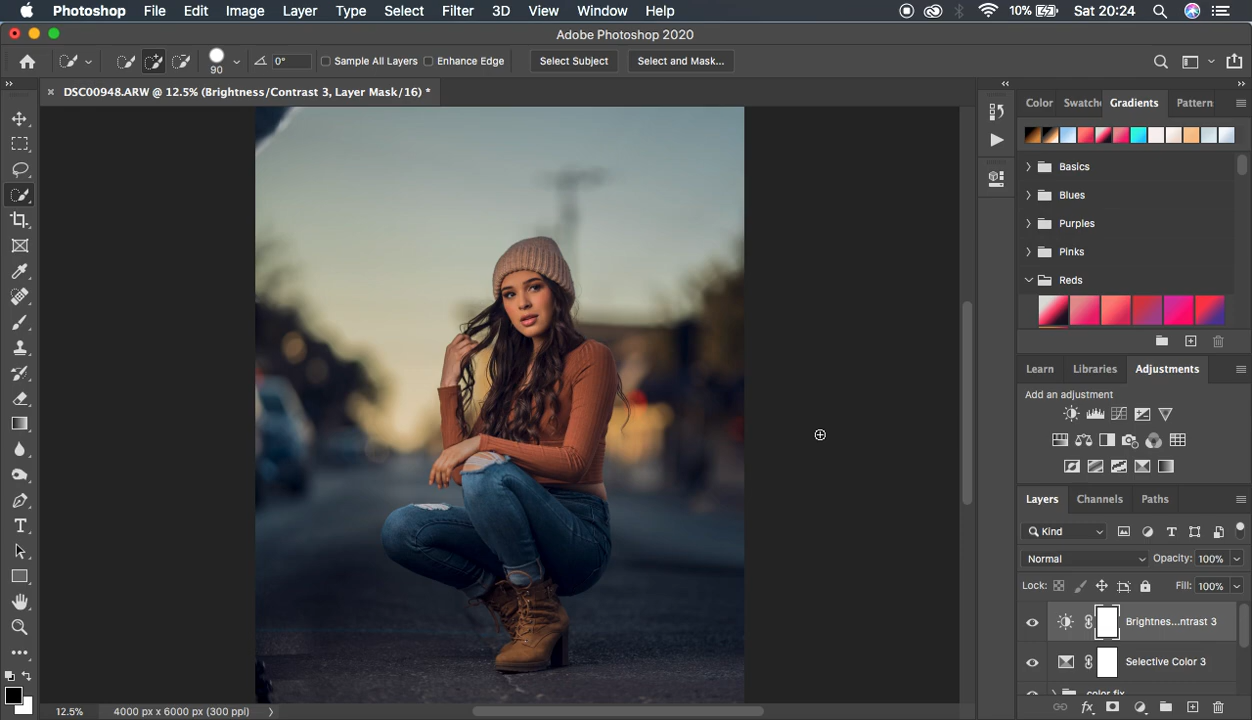 Photoshop File Edit Image Layer Type Select Filter 3D View Window Help 10% Sat 20:24
Adobe Photoshop 2020
90 0° Sample All Layers Enhance Edge Select Subject Select and Mask...
DSC00948.ARW @ 12.5% (Brightness/Contrast 3, Layer Mask/16) *
Color Swatche Gradients Pattern
Basics
Blues
Purples
Pinks
Reds
Learn Libraries Adjustments
Add an adjustment
Layers Channels Paths
Kind
Normal Opacity: 100%
Lock: Fill: 100%
Brightnes...ntrast 3
Selective Color 3
color fix
12.5% 4000 px x 6000 px (300 ppi)